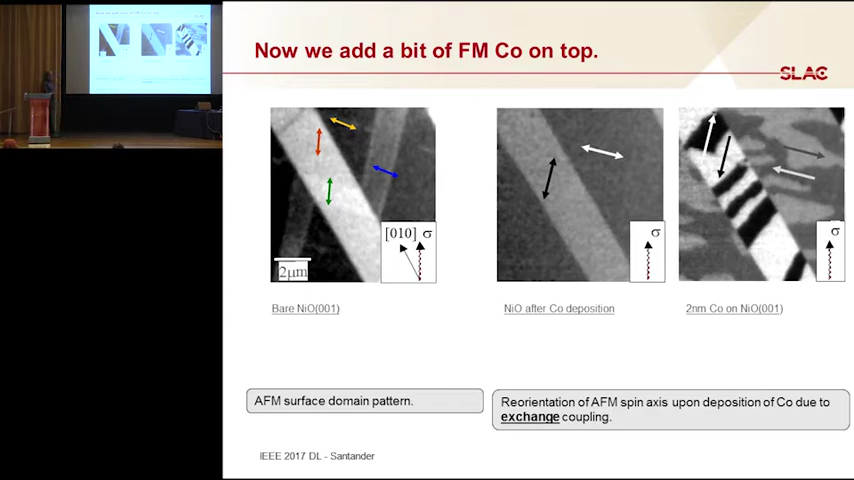 Now we add a bit of FM Co on top.
SLAC
[010] σ
2μm
σ
σ
Bare NiO(001)
NiO after Co deposition
2nm Co on NiO(001)
AFM surface domain pattern.
Reorientation of AFM spin axis upon deposition of Co due to
exchange coupling.
IEEE 2017 DL - Santander